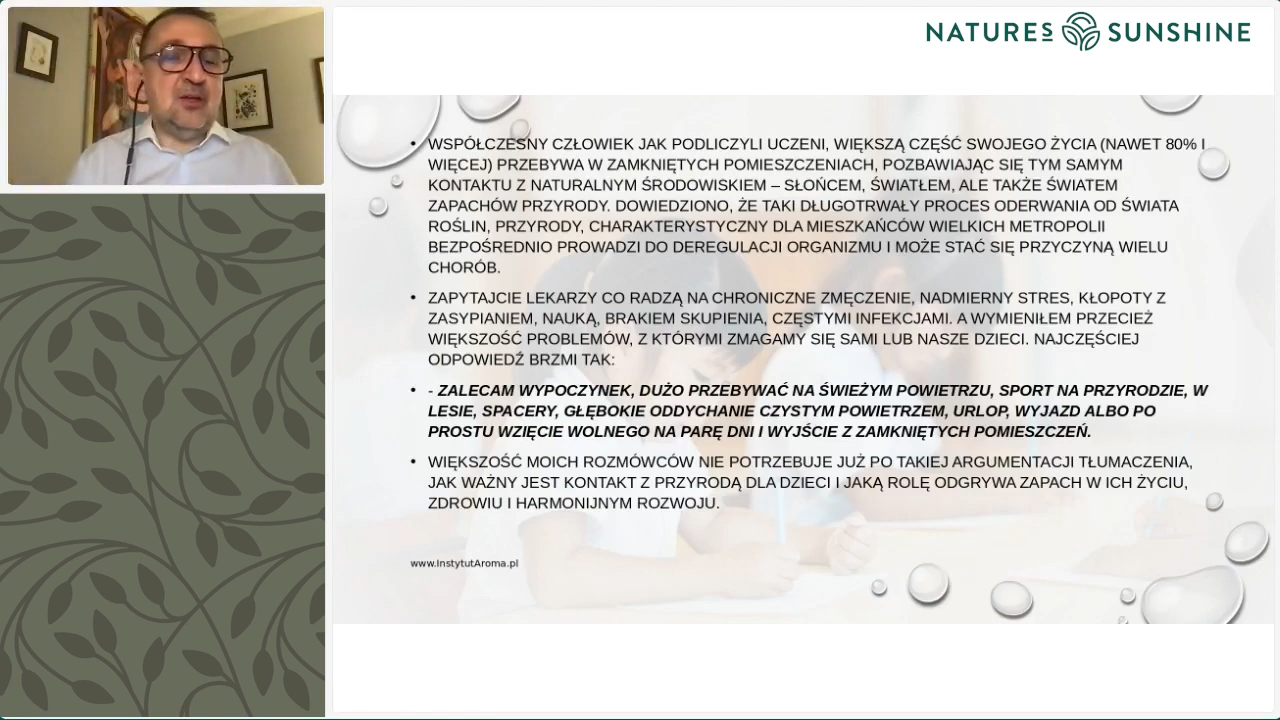 NATURES SUNSHINE
• WSPÓŁCZESNY CZŁOWIEK JAK PODLICZYLI UCZENI, WIĘKSZĄ CZĘŚĆ SWOJEGO ŻYCIA (NAWET 80% I
WIĘCEJ) PRZEBYWA W ZAMKNIĘTYCH POMIESZCZENIACH, POZBAWIAJĄC SIĘ TYM SAMYM
KONTAKTU Z NATURALNYM ŚRODOWISKIEM – SŁOŃCEM, ŚWIATŁEM, ALE TAKŻE ŚWIATEM
ZAPACHÓW PRZYRODY. DOWIEDZIONO, ŻE TAKI DŁUGOTRWAŁY PROCES ODERWANIA OD ŚWIATA
ROŚLIN, PRZYRODY, CHARAKTERYSTYCZNY DLA MIESZKAŃCÓW WIELKICH METROPOLII
BEZPOŚREDNIO PROWADZI DO DEREGULACJI ORGANIZMU I MOŻE STAĆ SIĘ PRZYCZYNĄ WIELU
CHORÓB.
• ZAPYTAJCIE LEKARZY CO RADZĄ NA CHRONICZNE ZMĘCZENIE, NADMIERNY STRES, KŁOPOTY Z
ZASYPIANIEM, NAUKĄ, BRAKIEM SKUPIENIA, CZĘSTYMI INFEKCJAMI. A WYMIENIŁEM PRZECIEŻ
WIĘKSZOŚĆ PROBLEMÓW, Z KTÓRYMI ZMAGAMY SIĘ SAMI LUB NASZE DZIECI. NAJCZĘŚCIEJ
ODPOWIEDŹ BRZMI TAK:
• - ZALECAM WYPOCZYNEK, DUŻO PRZEBYWAĆ NA ŚWIEŻYM POWIETRZU, SPORT NA PRZYRODZIE, W
LESIE, SPACERY, GŁĘBOKIE ODDYCHANIE CZYSTYM POWIETRZEM, URLOP, WYJAZD ALBO PO
PROSTU WZIĘCIE WOLNEGO NA PARĘ DNI I WYJŚCIE Z ZAMKNIĘTYCH POMIESZCZEŃ.
• WIĘKSZOŚĆ MOICH ROZMÓWCÓW NIE POTRZEBUJE JUŻ PO TAKIEJ ARGUMENTACJI TŁUMACZENIA,
JAK WAŻNY JEST KONTAKT Z PRZYRODĄ DLA DZIECI I JAKĄ ROLĘ ODGRYWA ZAPACH W ICH ŻYCIU,
ZDROWIU I HARMONIJNYM ROZWOJU.
www.InstytutAroma.pl